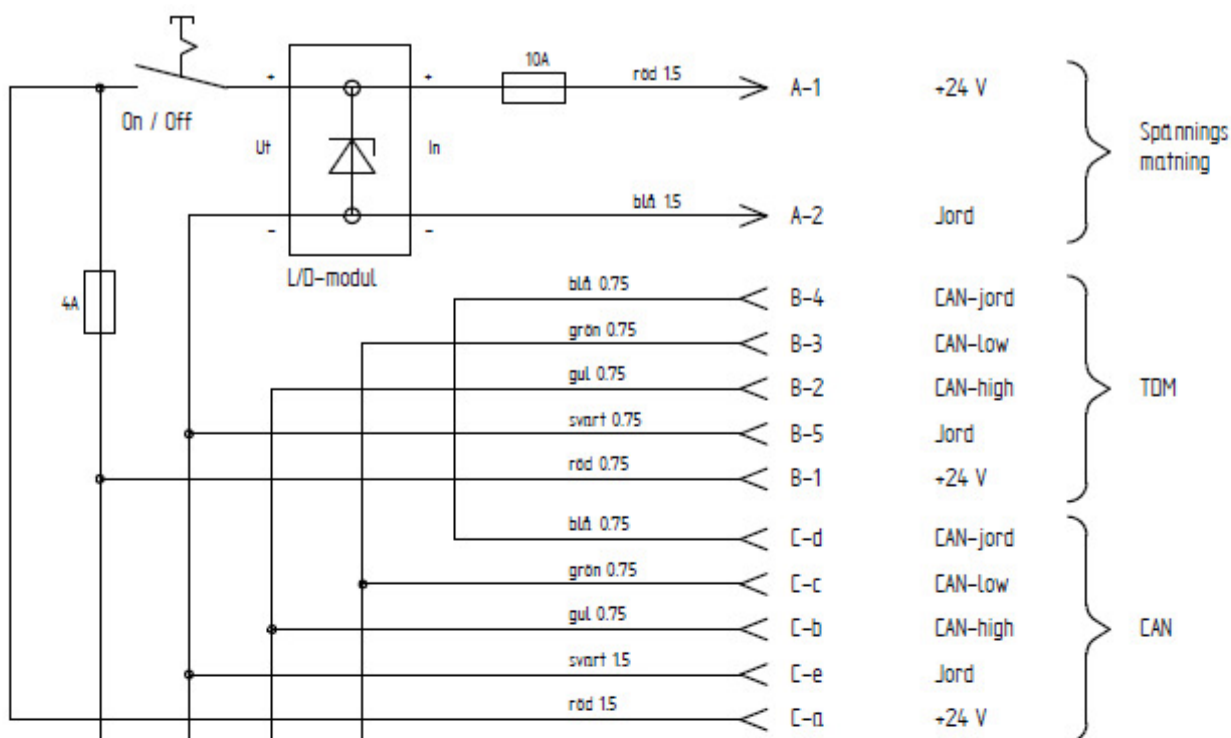 10A
röd 1.5 A-1 +24 V
+ +
On / Off
Ut In
Spännings
matning
blå 1.5 A-2 Jord
- -
L/D-modul
4A
blå 0.75 B-4 CAN-jord
grön 0.75 B-3 CAN-low
gul 0.75 B-2 CAN-high
TDM
svart 0.75 B-5 Jord
röd 0.75 B-1 +24 V
blå 0.75 C-d CAN-jord
grön 0.75 C-c CAN-low
gul 0.75 C-b CAN-high
CAN
svart 1.5 C-e Jord
röd 1.5 C-a +24 V